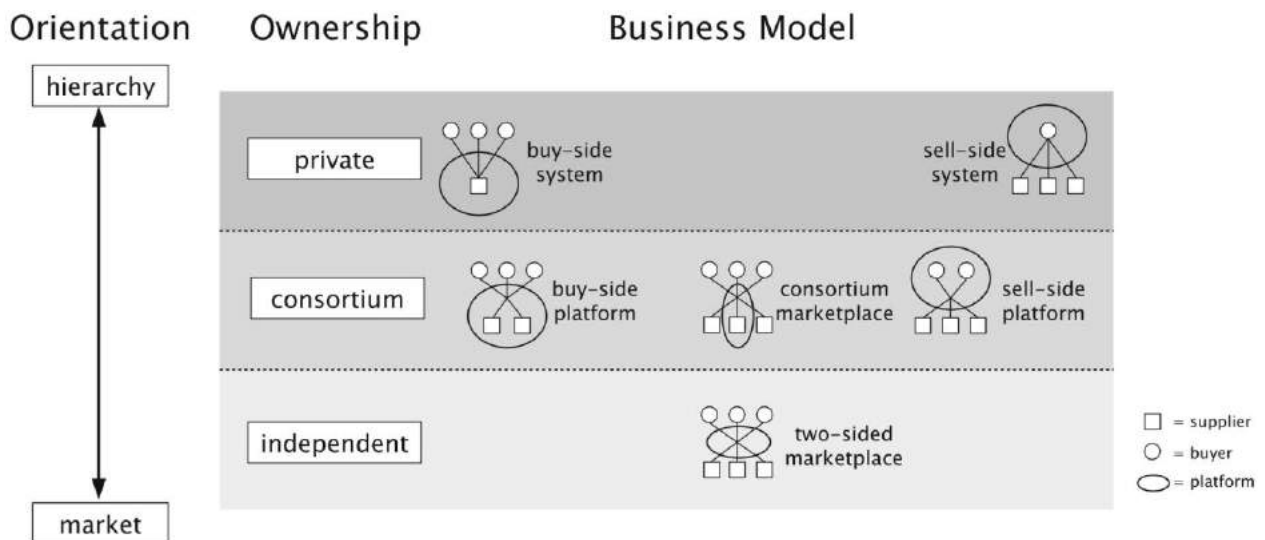 Orientation
Ownership
Business Model
hierarchy
private
buy-side
system
sell-side
system
consortium
buy-side
platform
consortium
marketplace
sell-side
platform
independent
two-sided
marketplace
market
= supplier
= buyer
= platform